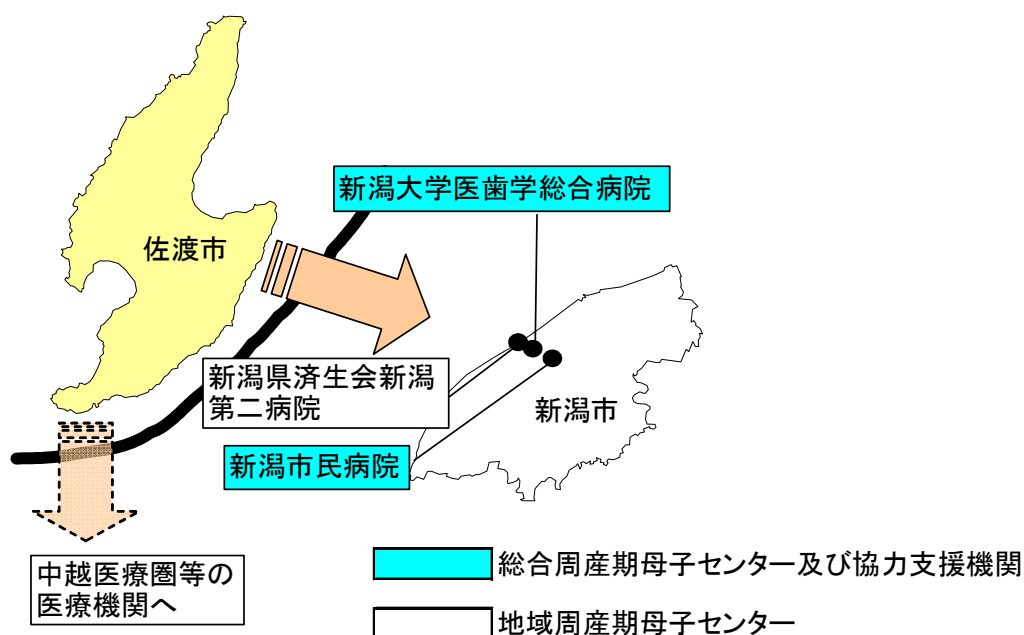 新潟大学医歯学総合病院
佐渡市
新潟県済生会新潟
第二病院
新潟市
新潟市民病院
中越医療圏等の
医療機関へ
総合周産期母子センター及び協力支援機関
地域周産期母子センター